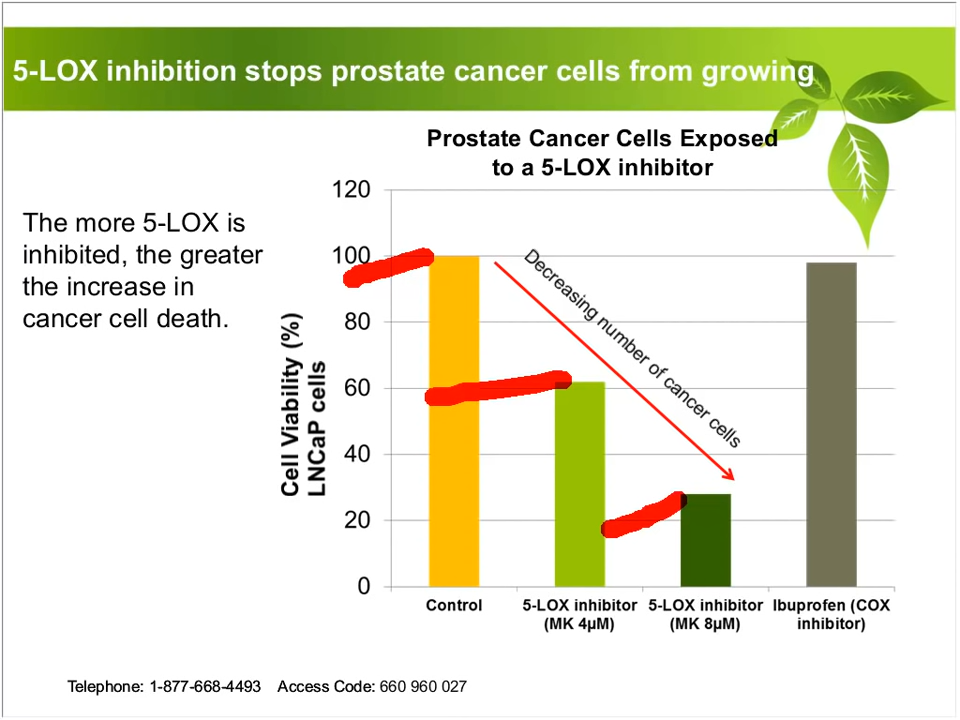 5-LOX inhibition stops prostate cancer cells from growing
Prostate Cancer Cells Exposed
to a 5-LOX inhibitor
The more 5-LOX is
inhibited, the greater
the increase in
cancer cell death.
Cell Viability (%)
LNCaP cells
120
100
80
60
40
20
0
Decreasing number of cancer cells
Control
5-LOX inhibitor
(MK 4µM)
5-LOX inhibitor
(MK 8µM)
Ibuprofen (COX
inhibitor)
Telephone: 1-877-668-4493 Access Code: 660 960 027